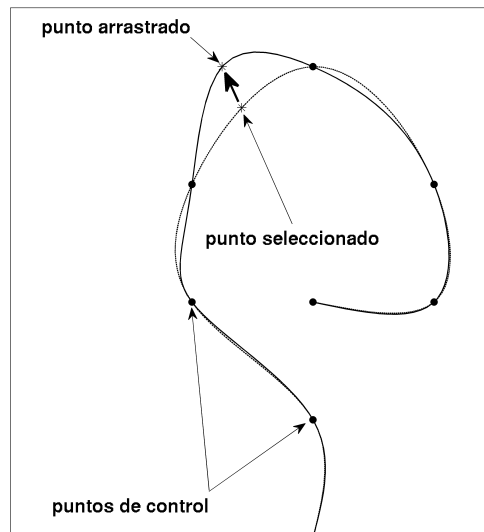 punto arrastrado
punto seleccionado
puntos de control